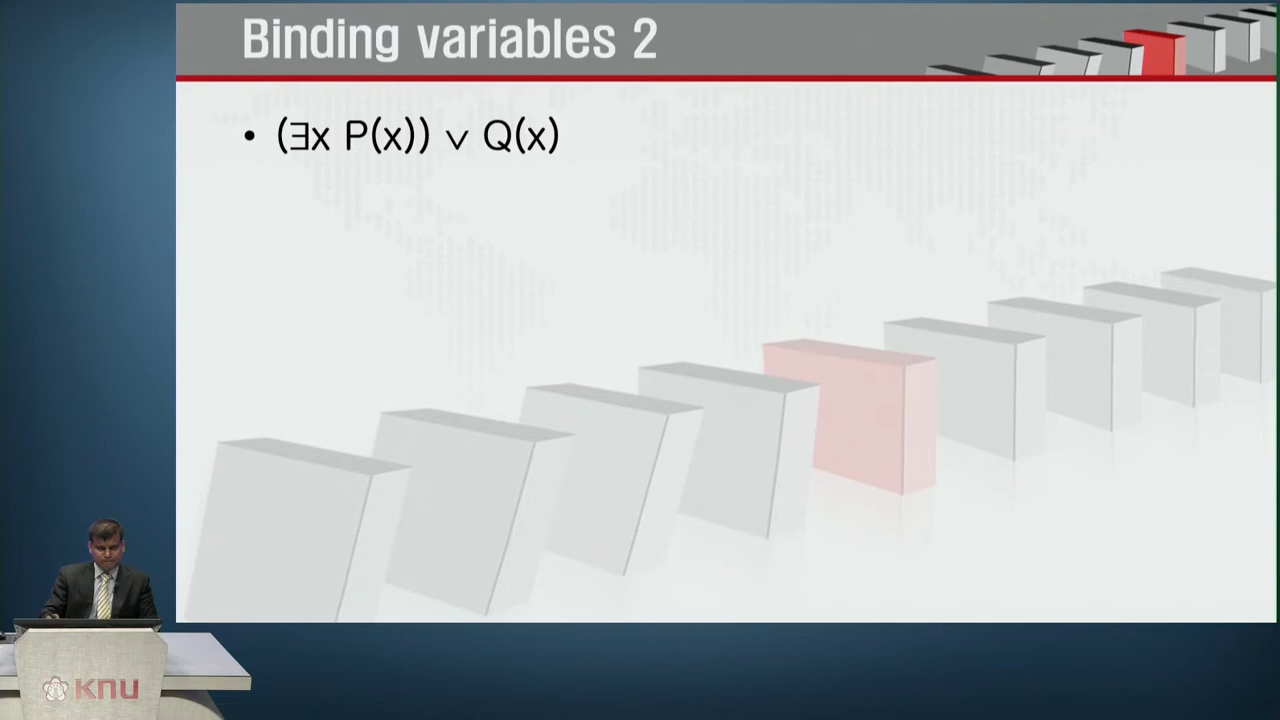 Binding variables 2
• (∃x P(x)) ∨ Q(x)
KNU